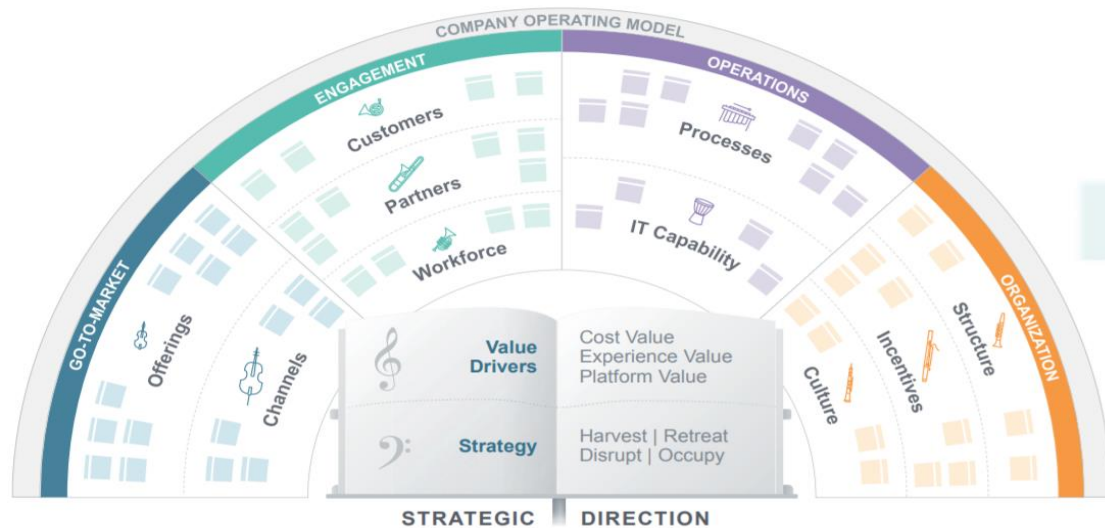 COMPANY OPERATING MODEL
GO-TO-MARKET
Offerings
Channels
ENGAGEMENT
Customers
Partners
Workforce
OPERATIONS
Processes
IT Capability
ORGANIZATION
Structure
Incentives
Culture
Value
Drivers
Cost Value
Experience Value
Platform Value
Strategy
Harvest | Retreat
Disrupt | Occupy
STRATEGIC DIRECTION